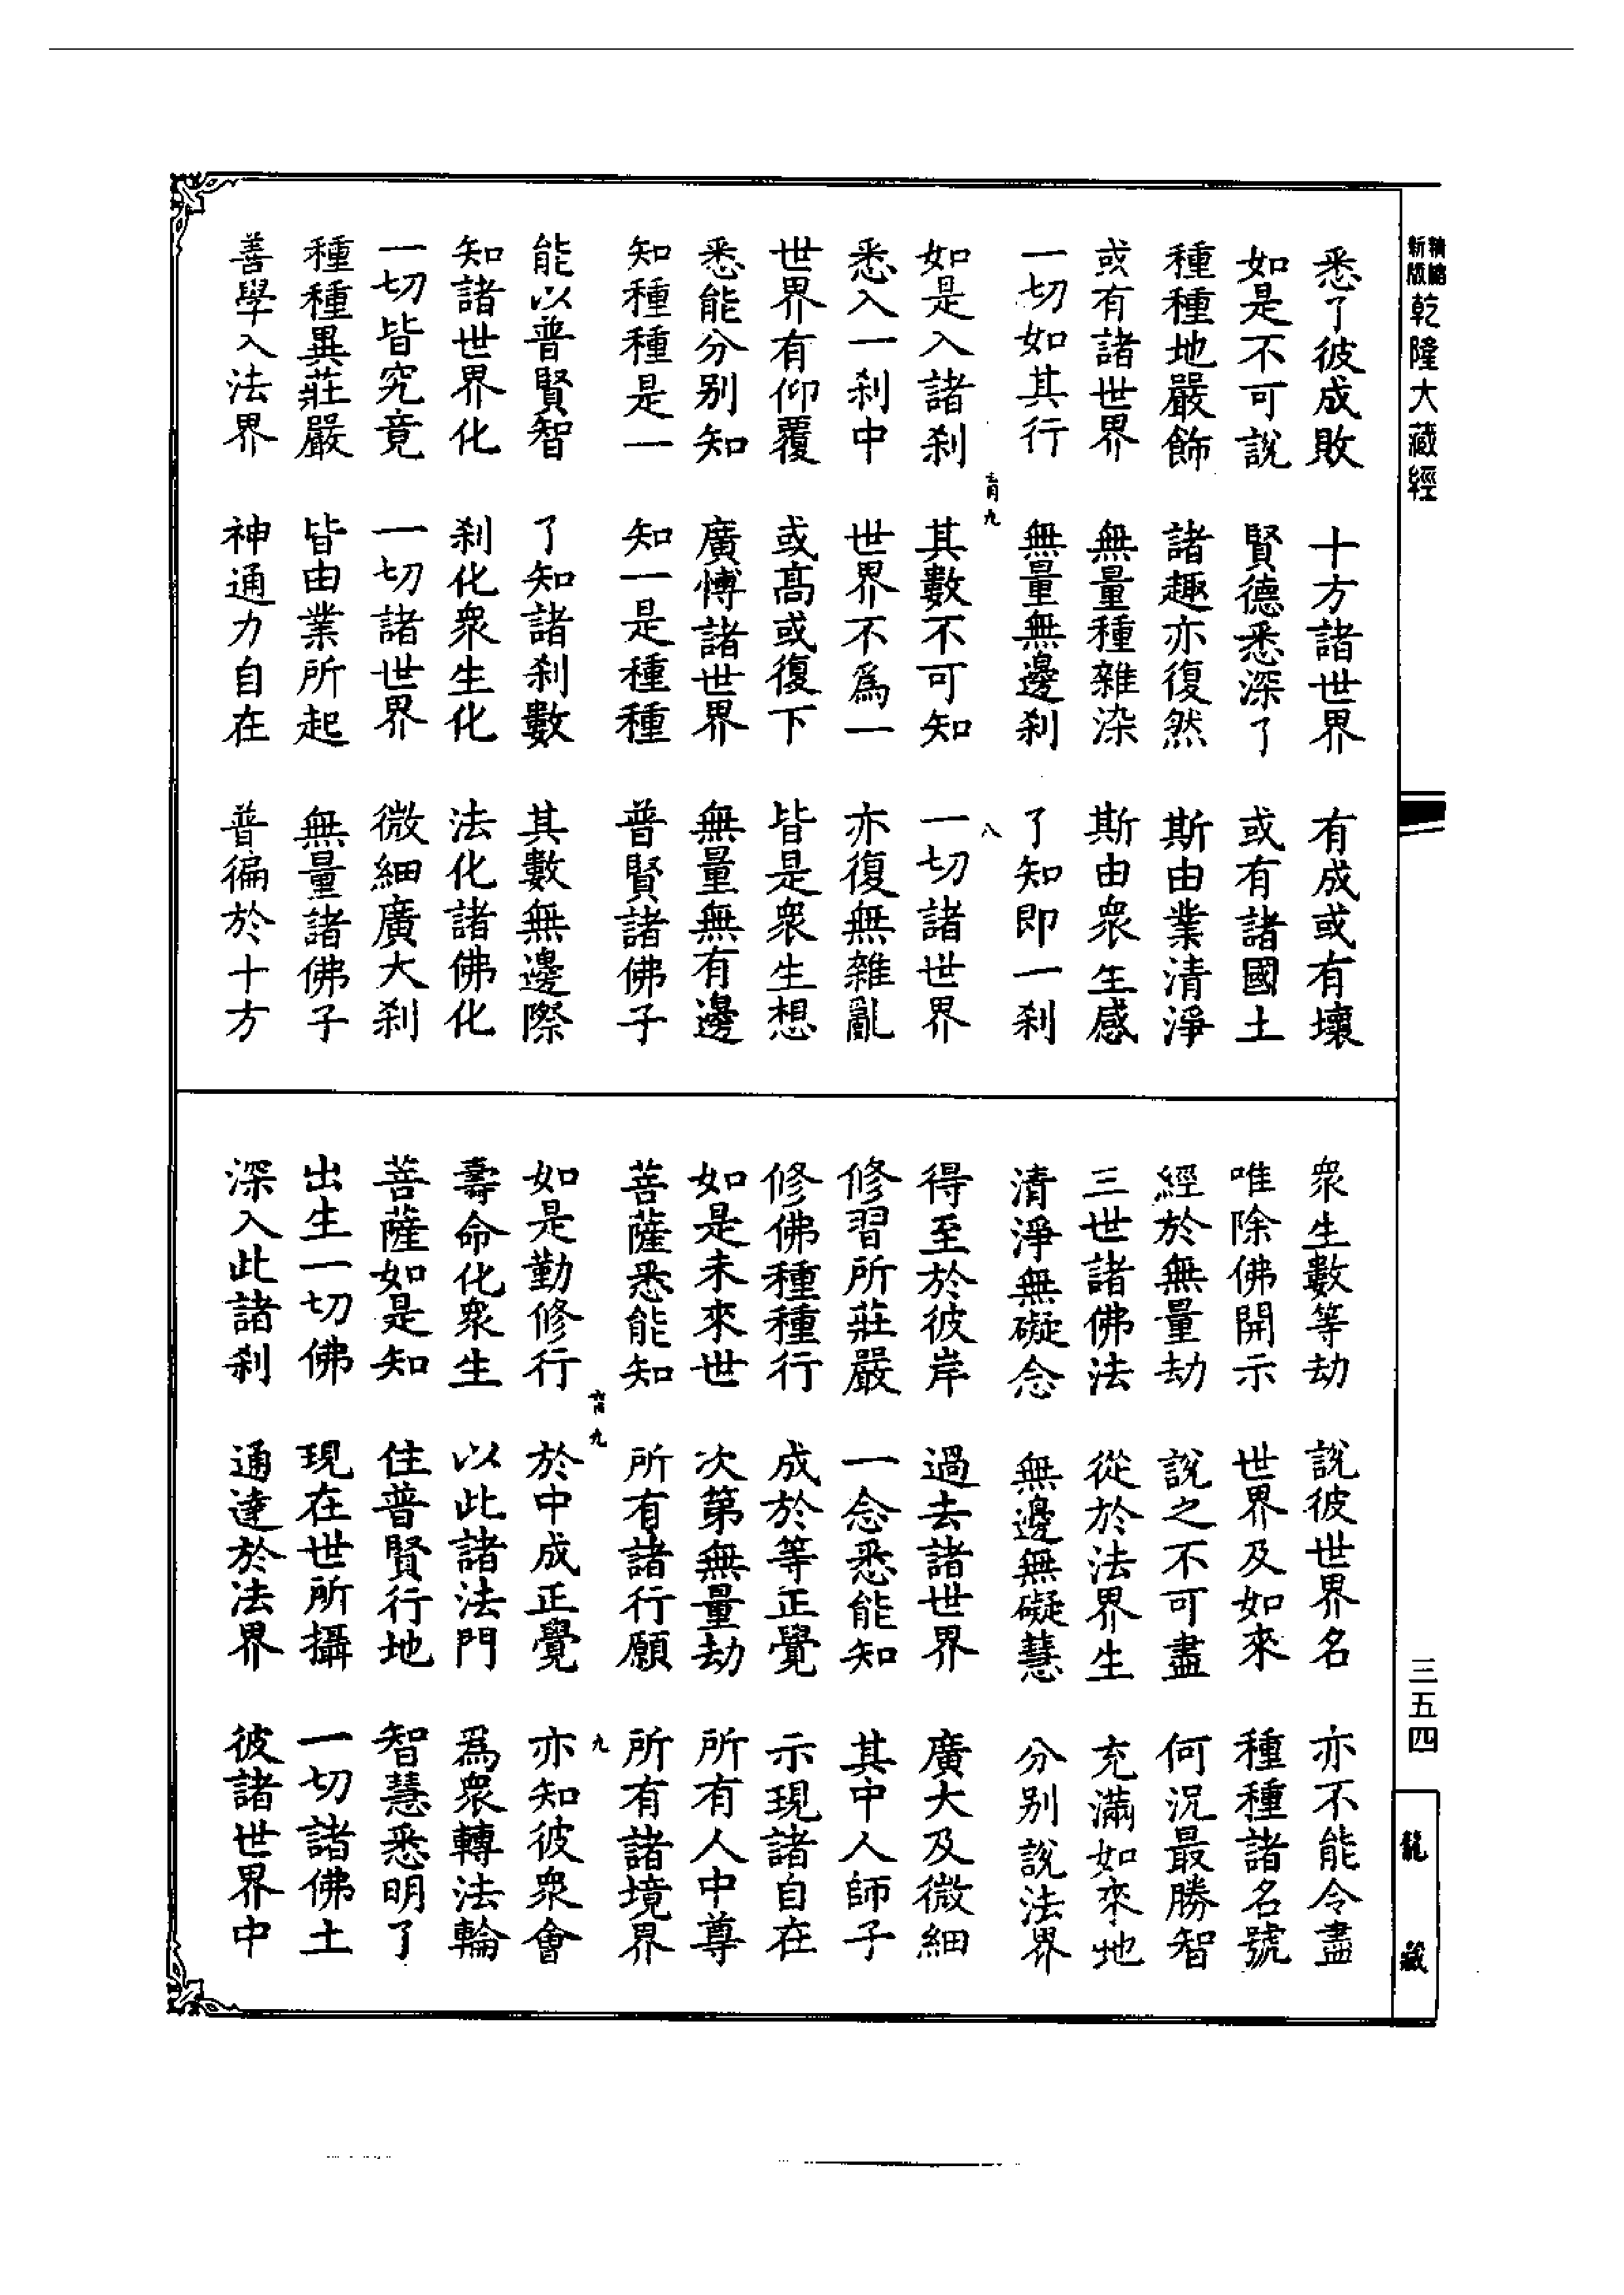 精縮新版乾隆大藏經
悉了彼成敗 十方諸世界 有成或有壞
如是不可說 賢德悉深了 或有諸國土
種種地嚴飾 諸趣亦復然 斯由業清淨
或有諸世界 無量種雜染 斯由衆生感
一切如其行 無量無邊刹 了知即一刹
九 八
如是入諸刹 其數不可知 一切諸世界
悉入一刹中 世界不為一 亦復無雜亂
世界有仰覆 或髙或復下 皆是衆生想
悉能分别知 廣愽諸世界 無量無有邊
知種種是一 知一是種種 普賢諸佛子
能以普賢智 了知諸刹數 其數無邊際
知諸世界化 刹化衆生化 法化諸佛化
一切皆究竟 一切諸世界 微細廣大刹
種種異莊嚴 皆由業所起 無量諸佛子
善學入法界 神通力自在 普徧於十方
衆生數等劫 説彼世界名 亦不能令盡
唯除佛開示 世界及如來 種種諸名號
經於無量劫 説之不可盡 何況最勝智
三世諸佛法 從於法界生 充滿如來地
清淨無礙念 無邊無礙慧 分别説法界
得至於彼岸 過去諸世界 廣大及微細
修習所莊嚴 一念悉能知 其中人師子
修佛種種行 成於等正覺 示現諸自在
如是未來世 次第無量劫 所有人中尊
菩薩悉能知 所有諸行願 所有諸境界
九 九
如是勤修行 於中成正覺 亦知彼衆會
壽命化衆生 以此諸法門 為衆轉法輪
菩薩如是知 住普賢行地 智慧悉明了
出生一切佛 現在世所攝 一切諸佛土
深入此諸刹 通達於法界 彼諸世界中
三五四
龍藏